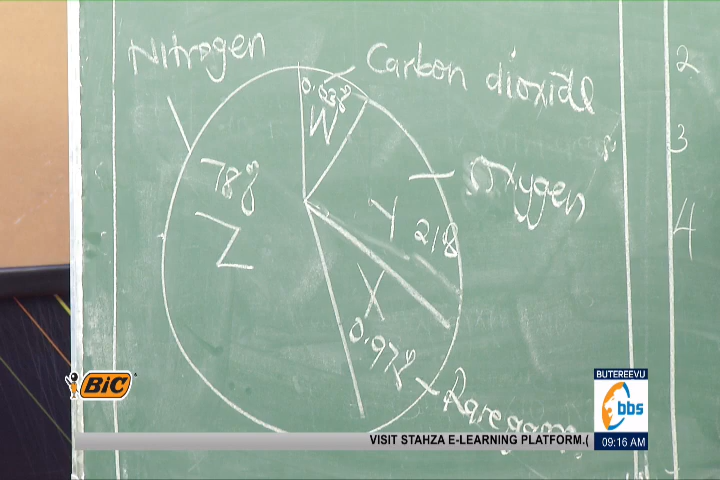 Nitrogen
Carbon dioxide
0.03%
W
Oxygen
78%
Z
Y
21%
X
0.97%
Rare gases
2
3
4
BIC
BUTEREEVU
bbs
09:16 AM
VISIT STAHZA E-LEARNING PLATFORM.(